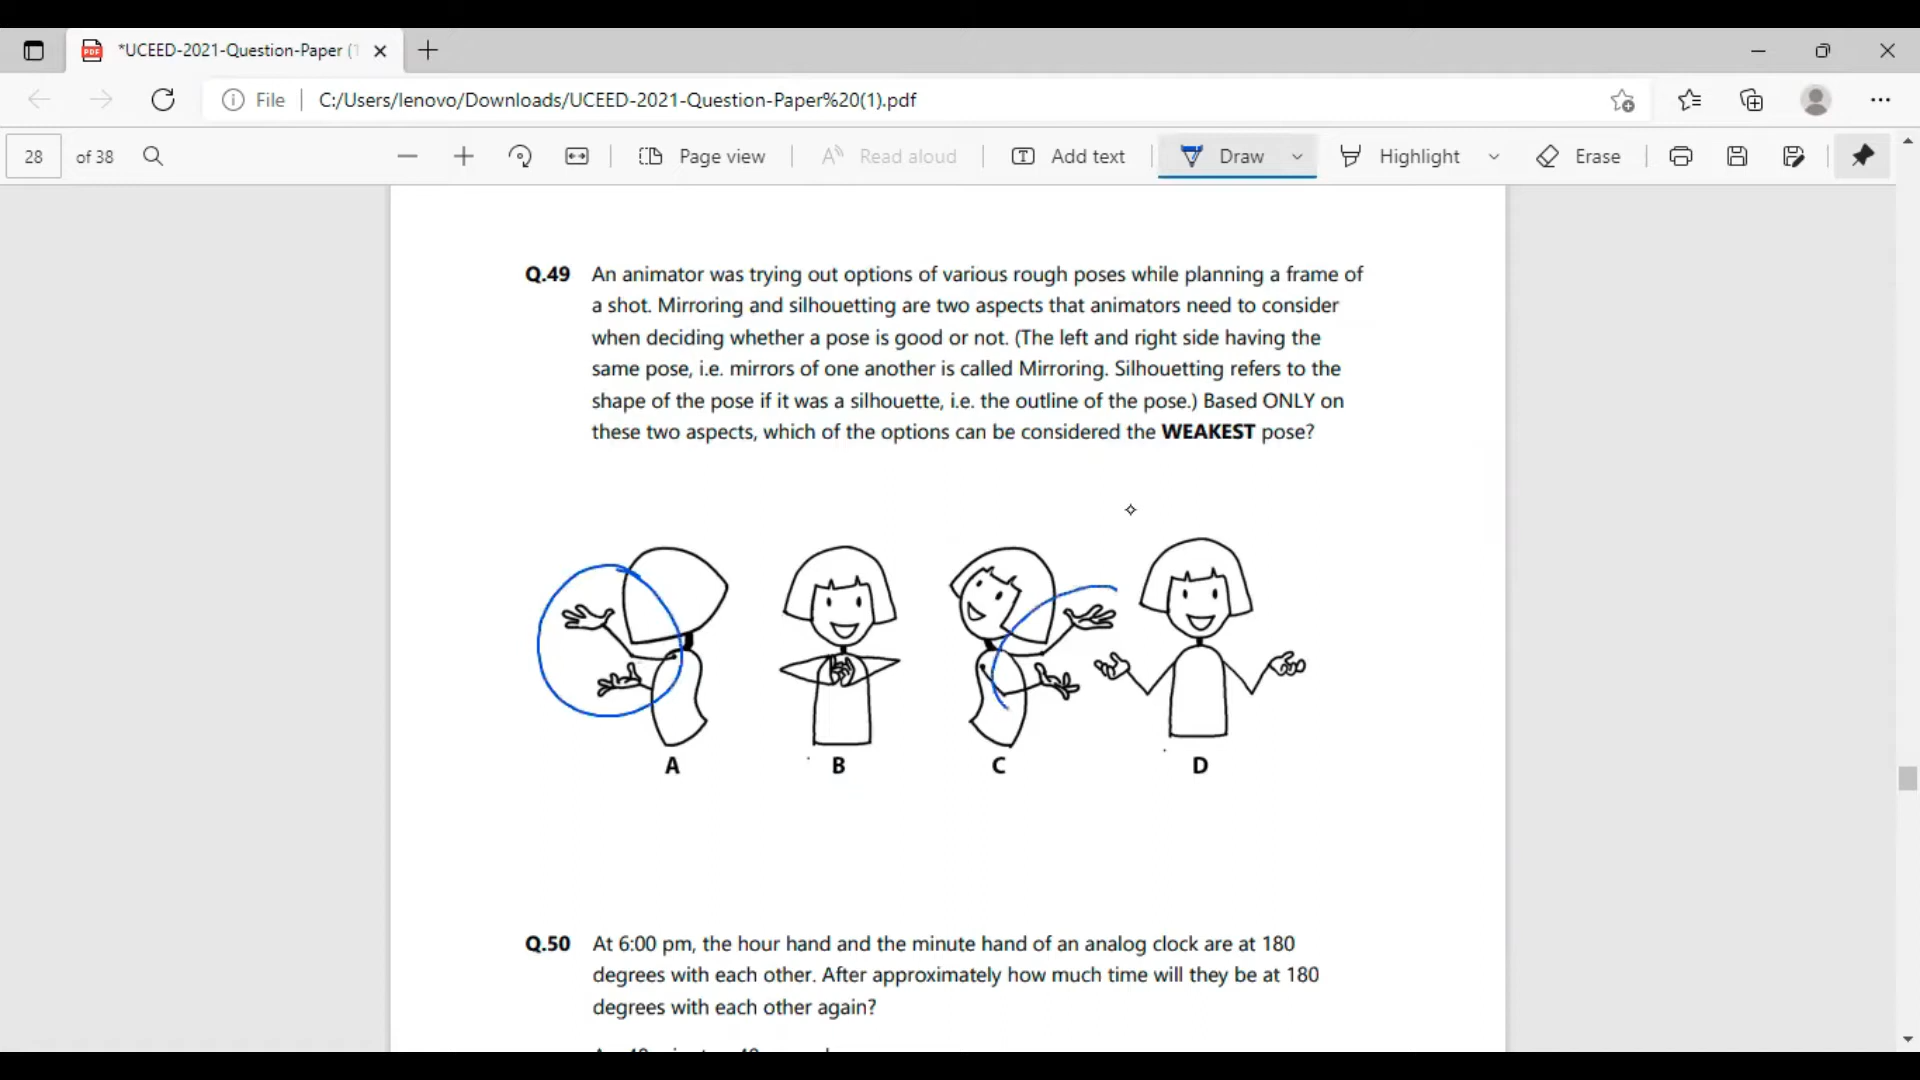 *UCEED-2021-Question-Paper (1
File
C:/Users/lenovo/Downloads/UCEED-2021-Question-Paper%20(1).pdf
28 of 38
Page view
Read aloud
Add text
Draw
Highlight
Erase
Q.49 An animator was trying out options of various rough poses while planning a frame of
a shot. Mirroring and silhouetting are two aspects that animators need to consider
when deciding whether a pose is good or not. (The left and right side having the
same pose, i.e. mirrors of one another is called Mirroring. Silhouetting refers to the
shape of the pose if it was a silhouette, i.e. the outline of the pose.) Based ONLY on
these two aspects, which of the options can be considered the WEAKEST pose?
A B C D
Q.50 At 6:00 pm, the hour hand and the minute hand of an analog clock are at 180
degrees with each other. After approximately how much time will they be at 180
degrees with each other again?